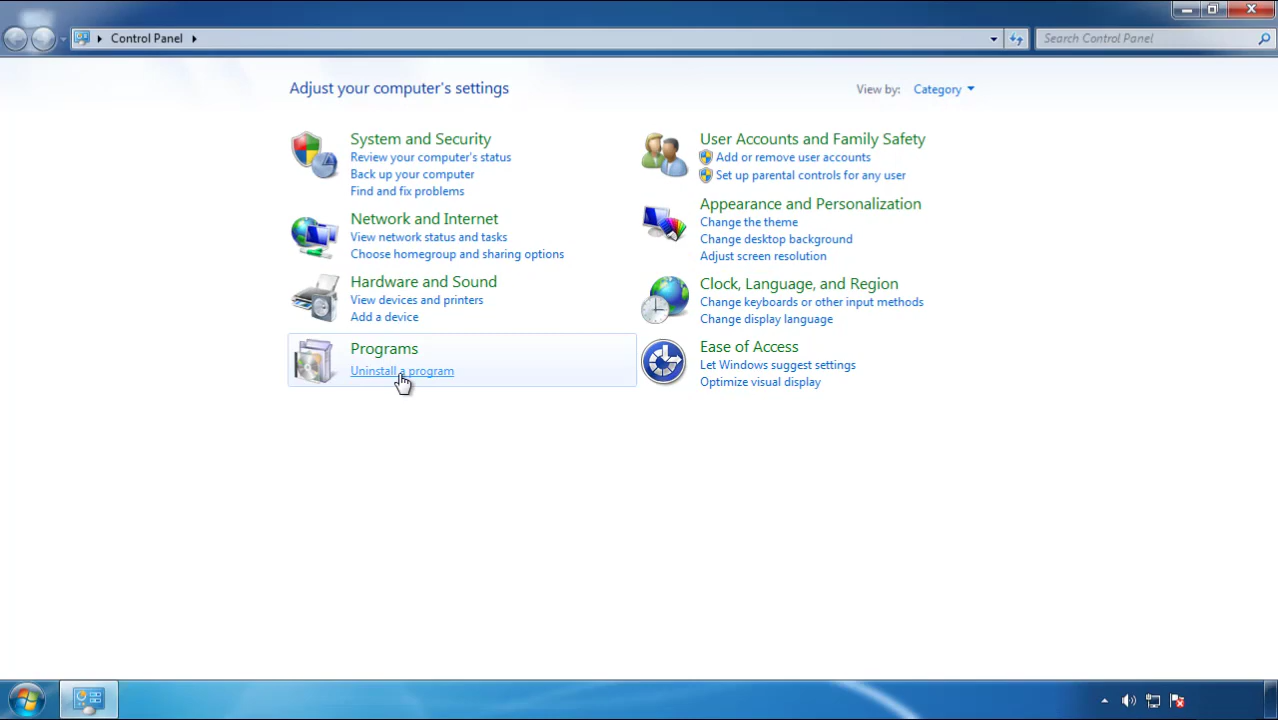 Control Panel
Search Control Panel
Adjust your computer's settings
View by: Category
System and Security
Review your computer's status
Back up your computer
Find and fix problems
Network and Internet
View network status and tasks
Choose homegroup and sharing options
Hardware and Sound
View devices and printers
Add a device
Programs
Uninstall a program
User Accounts and Family Safety
Add or remove user accounts
Set up parental controls for any user
Appearance and Personalization
Change the theme
Change desktop background
Adjust screen resolution
Clock, Language, and Region
Change keyboards or other input methods
Change display language
Ease of Access
Let Windows suggest settings
Optimize visual display